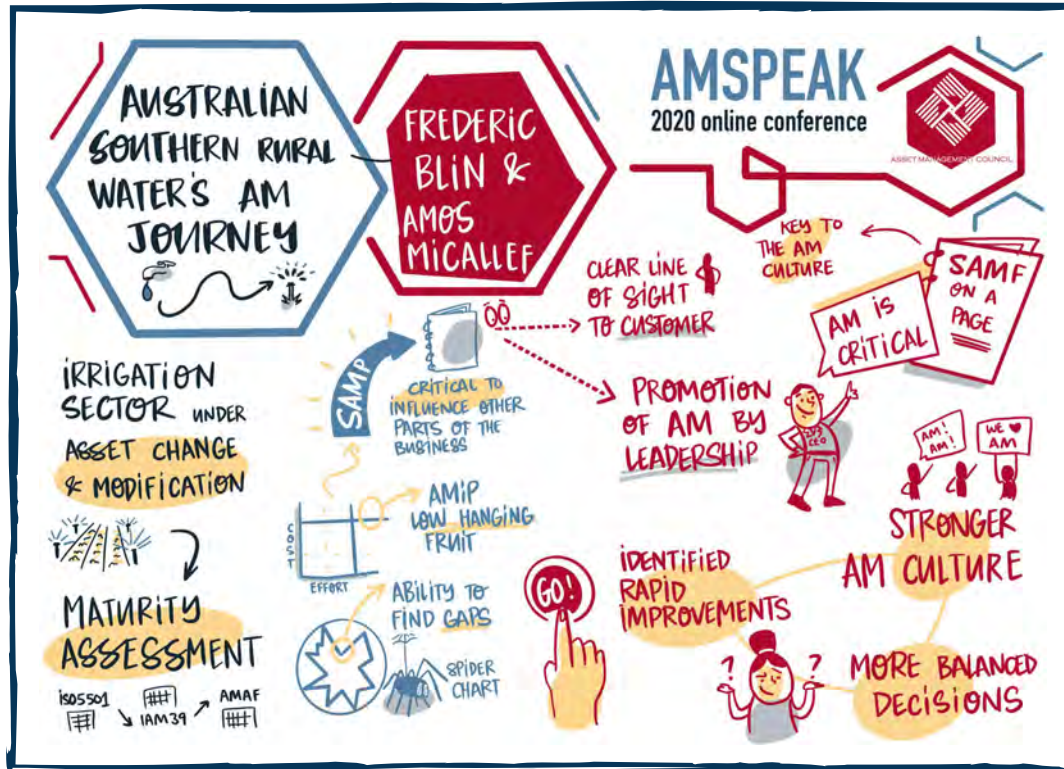 AUSTRALIAN
SOUTHERN RURAL
WATER'S AM
JOURNEY
FREDERIC
BLIN &
AMOS
MICALLEF
AMSPEAK
2020 online conference
ASSET MANAGEMENT COUNCIL
IRRIGATION
SECTOR UNDER
ASSET CHANGE
& MODIFICATION
MATURITY
ASSESSMENT
ISO5501
IAM39
AMAF
SAMP
CRITICAL TO
INFLUENCE OTHER
PARTS OF THE
BUSINESS
COST
EFFORT
AMIP
LOW HANGING
FRUIT
ABILITY TO
FIND GAPS
SPIDER
CHART
CLEAR LINE
OF SIGHT
TO CUSTOMER
PROMOTION
OF AM BY
LEADERSHIP
CEO
KEY TO
THE AM
CULTURE
AM IS
CRITICAL
SAMF
ON A
PAGE
AM!
AM!
WE ♥
AM
STRONGER
AM CULTURE
GO!
IDENTIFIED
RAPID
IMPROVEMENTS
? ?
MORE BALANCED
DECISIONS